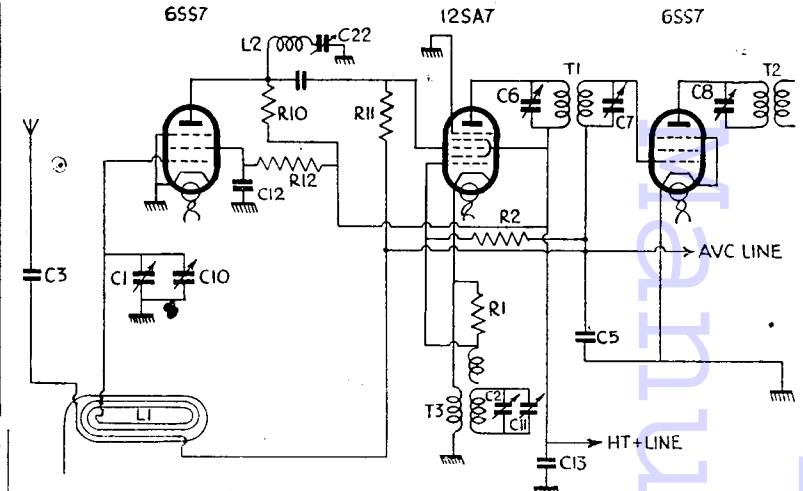 6SS7
12SA7
6SS7
L2
C22
T1
T2
C6
C7
C8
R10
R11
R12
C12
R2
AVC LINE
C3
C1
C10
R1
C5
L1
T3
C2
C11
HT+LINE
C13
Manu